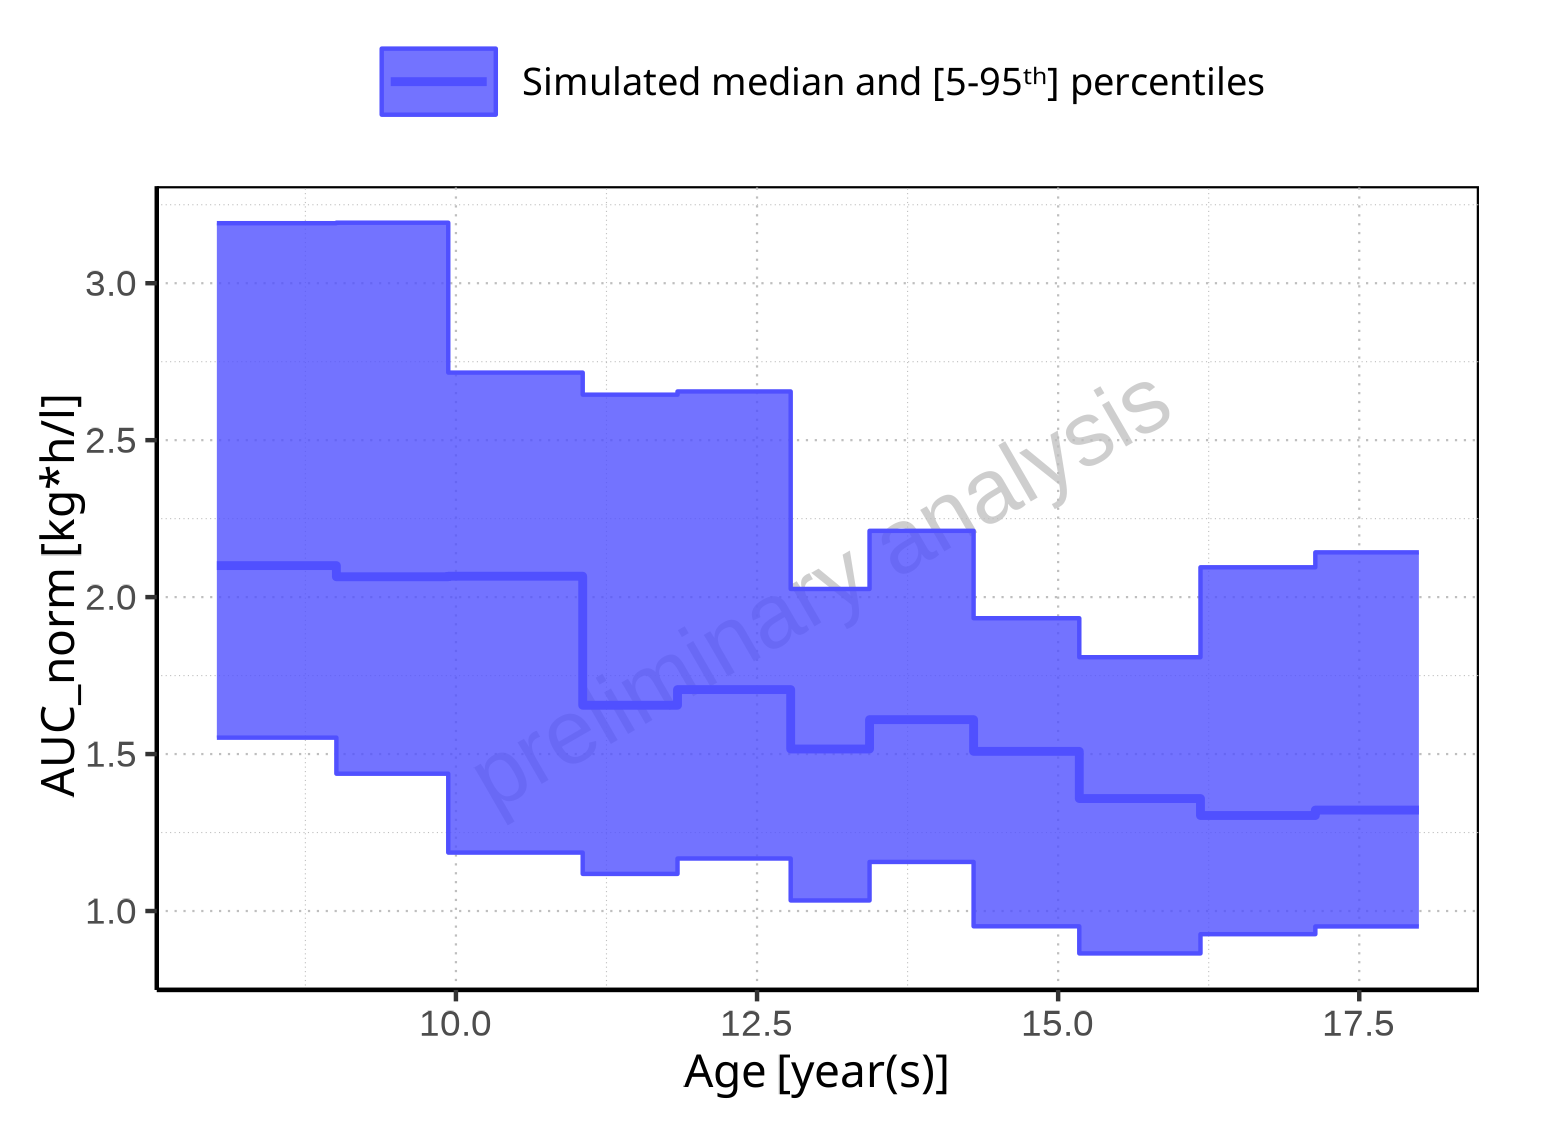 Simulated median and [5-95ᵗʰ] percentiles
3.0
2.5
2.0
1.5
1.0
AUC_norm [kg*h/l]
preliminary analysis
10.0 12.5 15.0 17.5
Age [year(s)]